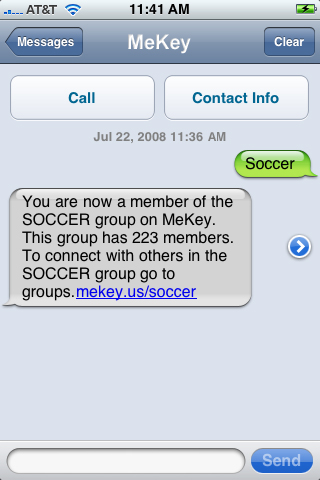 AT&T 11:41 AM
Messages MeKey Clear
Call Contact Info
Jul 22, 2008 11:36 AM
Soccer
You are now a member of the
SOCCER group on MeKey.
This group has 223 members.
To connect with others in the
SOCCER group go to
groups.mekey.us/soccer
Send